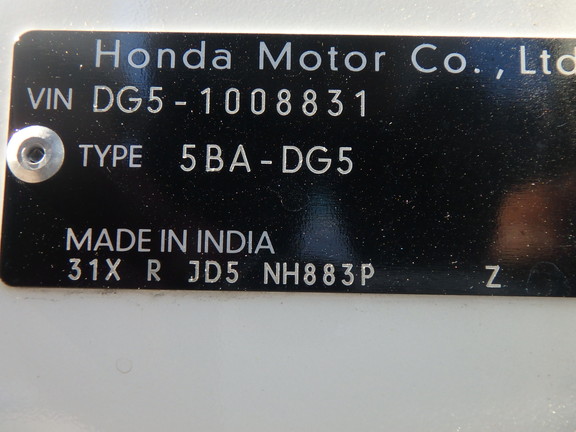 Honda Motor Co., Ltd
VIN DG5-1008831
TYPE 5BA-DG5
MADE IN INDIA
31X R JD5 NH883P Z